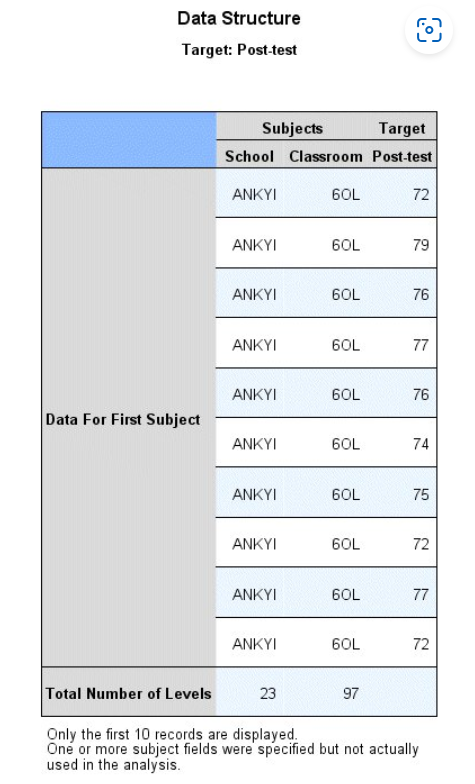 Data Structure
Target: Post-test
Subjects Target
School Classroom Post-test
ANKYI 6OL 72
ANKYI 6OL 79
ANKYI 6OL 76
ANKYI 6OL 77
ANKYI 6OL 76
Data For First Subject
ANKYI 6OL 74
ANKYI 6OL 75
ANKYI 6OL 72
ANKYI 6OL 77
ANKYI 6OL 72
Total Number of Levels 23 97
Only the first 10 records are displayed.
One or more subject fields were specified but not actually
used in the analysis.